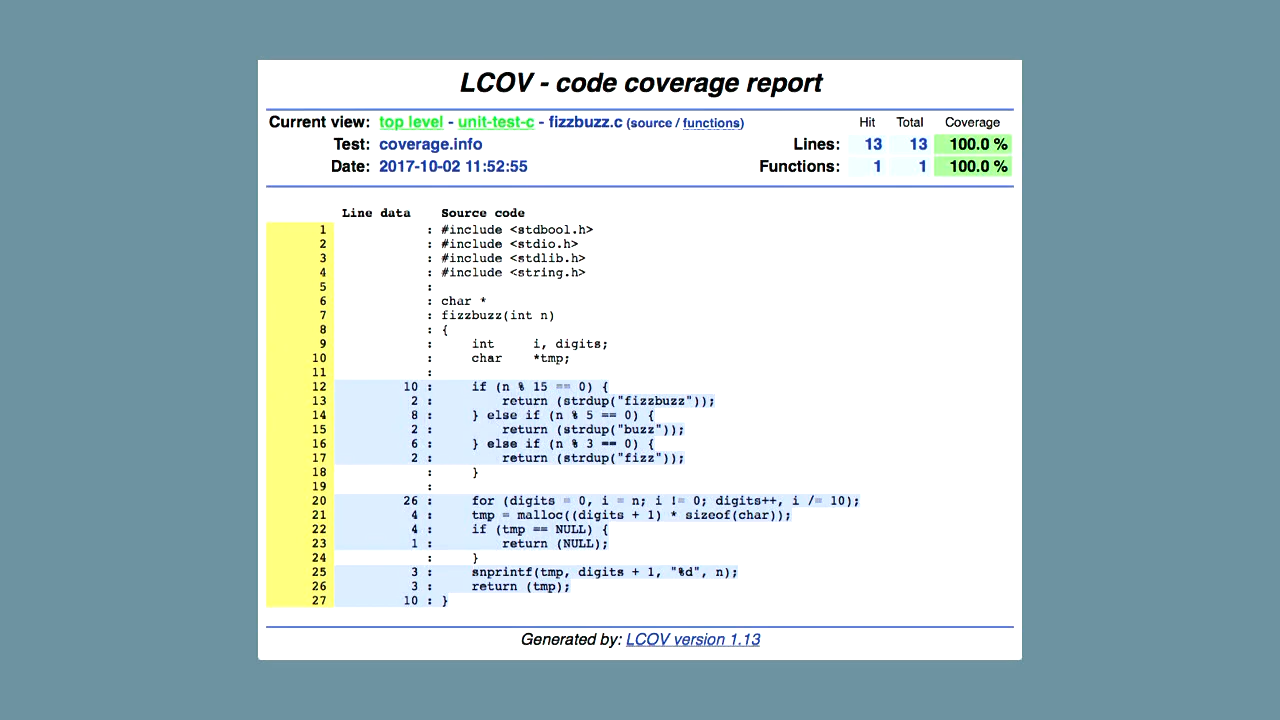 LCOV - code coverage report
Current view: top level - unit-test-c - fizzbuzz.c (source / functions) Hit Total Coverage
Test: coverage.info Lines: 13 13 100.0 %
Date: 2017-10-02 11:52:55 Functions: 1 1 100.0 %
Line data Source code
1 : #include <stdbool.h>
2 : #include <stdio.h>
3 : #include <stdlib.h>
4 : #include <string.h>
5 :
6 : char *
7 : fizzbuzz(int n)
8 : {
9 : int i, digits;
10 : char *tmp;
11 :
12 10 : if (n % 15 == 0) {
13 2 : return (strdup("fizzbuzz"));
14 8 : } else if (n % 5 == 0) {
15 2 : return (strdup("buzz"));
16 6 : } else if (n % 3 == 0) {
17 2 : return (strdup("fizz"));
18 : }
19 :
20 26 : for (digits = 0, i = n; i != 0; digits++, i /= 10);
21 4 : tmp = malloc((digits + 1) * sizeof(char));
22 4 : if (tmp == NULL) {
23 1 : return (NULL);
24 : }
25 3 : snprintf(tmp, digits + 1, "%d", n);
26 3 : return (tmp);
27 10 : }
Generated by: LCOV version 1.13